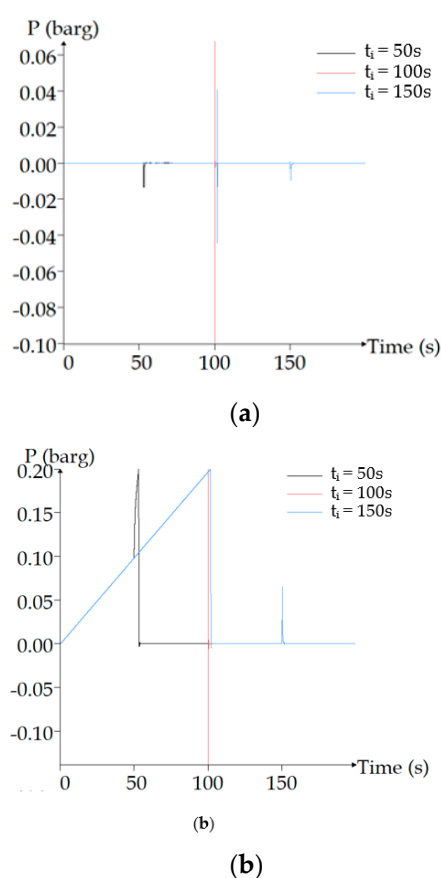 P (barg)
0.06
0.04
0.02
0.00
-0.02
-0.04
-0.06
-0.08
-0.10
0
50
100
150
Time (s)
tᵢ = 50s
tᵢ = 100s
tᵢ = 150s
(a)
P (barg)
0.20
0.15
0.10
0.05
0.00
-0.05
-0.10
0
50
100
150
Time (s)
tᵢ = 50s
tᵢ = 100s
tᵢ = 150s
(b)
(b)